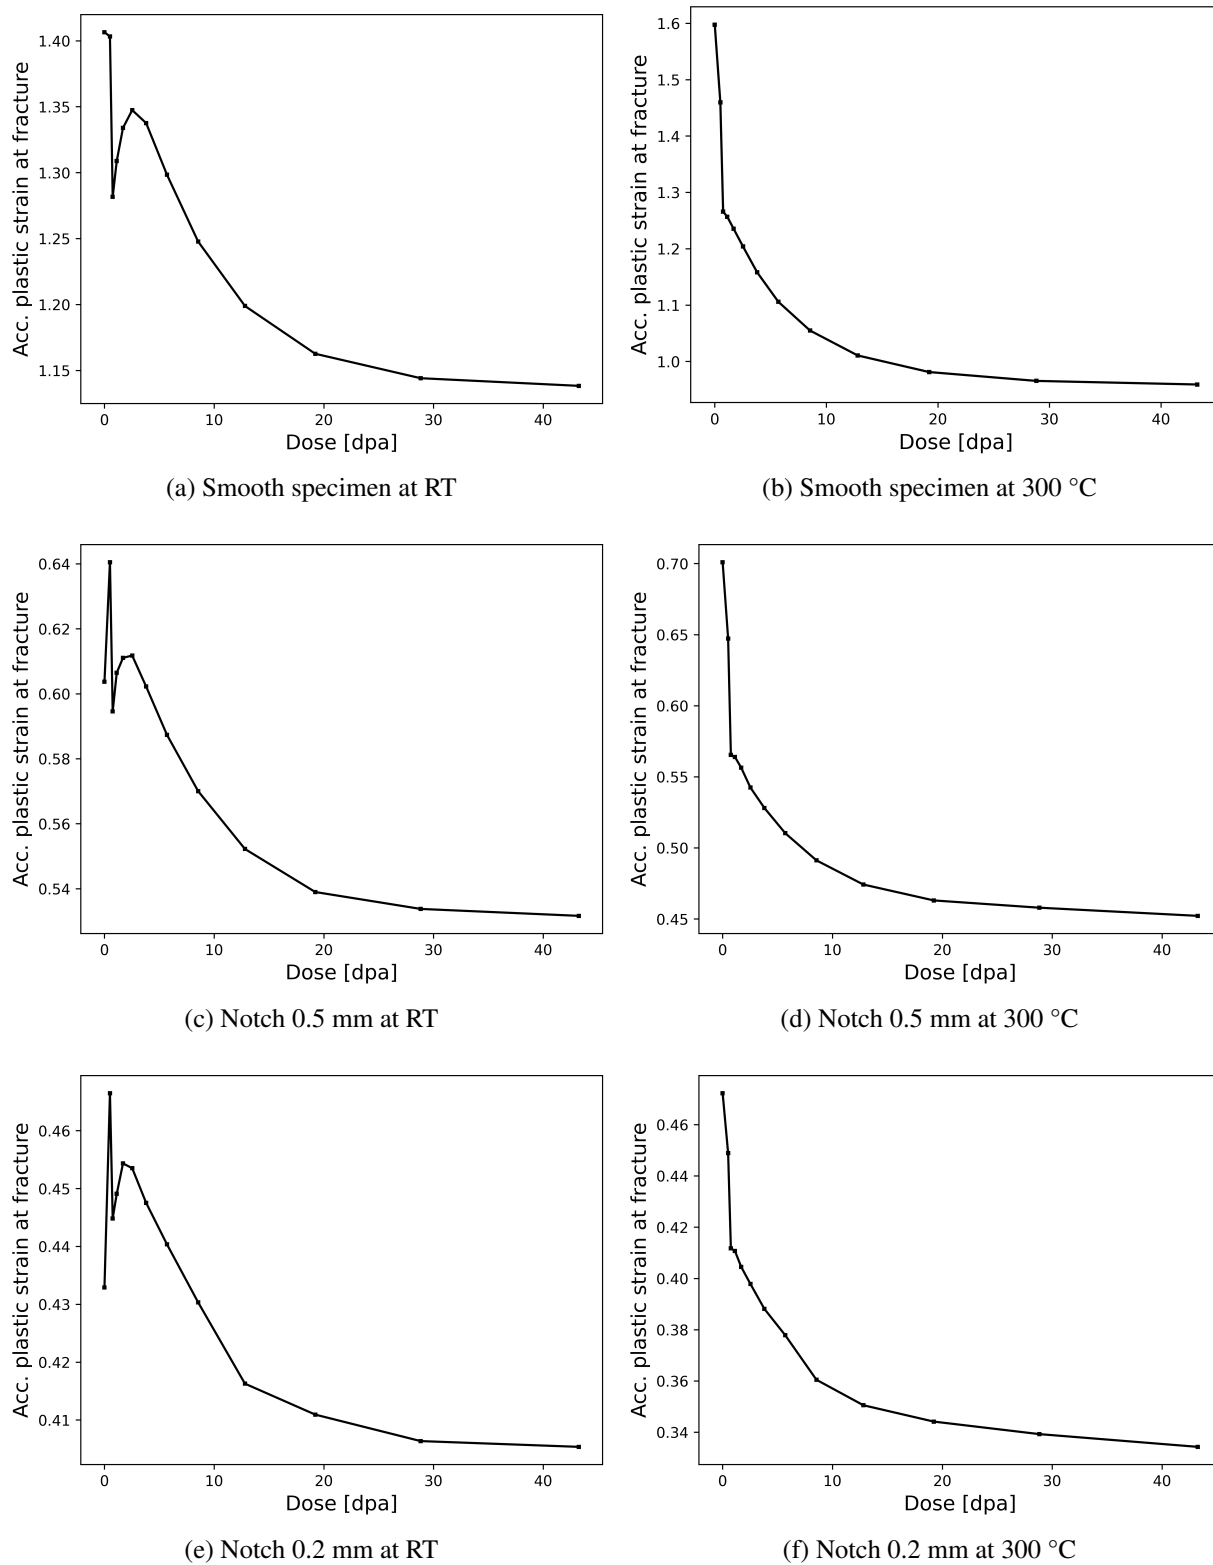 1.40
1.35
1.30
1.25
1.20
1.15
Acc. plastic strain at fracture
0 10 20 30 40
Dose [dpa]
(a) Smooth specimen at RT
1.6
1.5
1.4
1.3
1.2
1.1
1.0
Acc. plastic strain at fracture
0 10 20 30 40
Dose [dpa]
(b) Smooth specimen at 300 °C
0.64
0.62
0.60
0.58
0.56
0.54
Acc. plastic strain at fracture
0 10 20 30 40
Dose [dpa]
(c) Notch 0.5 mm at RT
0.70
0.65
0.60
0.55
0.50
0.45
Acc. plastic strain at fracture
0 10 20 30 40
Dose [dpa]
(d) Notch 0.5 mm at 300 °C
0.46
0.45
0.44
0.43
0.42
0.41
Acc. plastic strain at fracture
0 10 20 30 40
Dose [dpa]
(e) Notch 0.2 mm at RT
0.46
0.44
0.42
0.40
0.38
0.36
0.34
Acc. plastic strain at fracture
0 10 20 30 40
Dose [dpa]
(f) Notch 0.2 mm at 300 °C